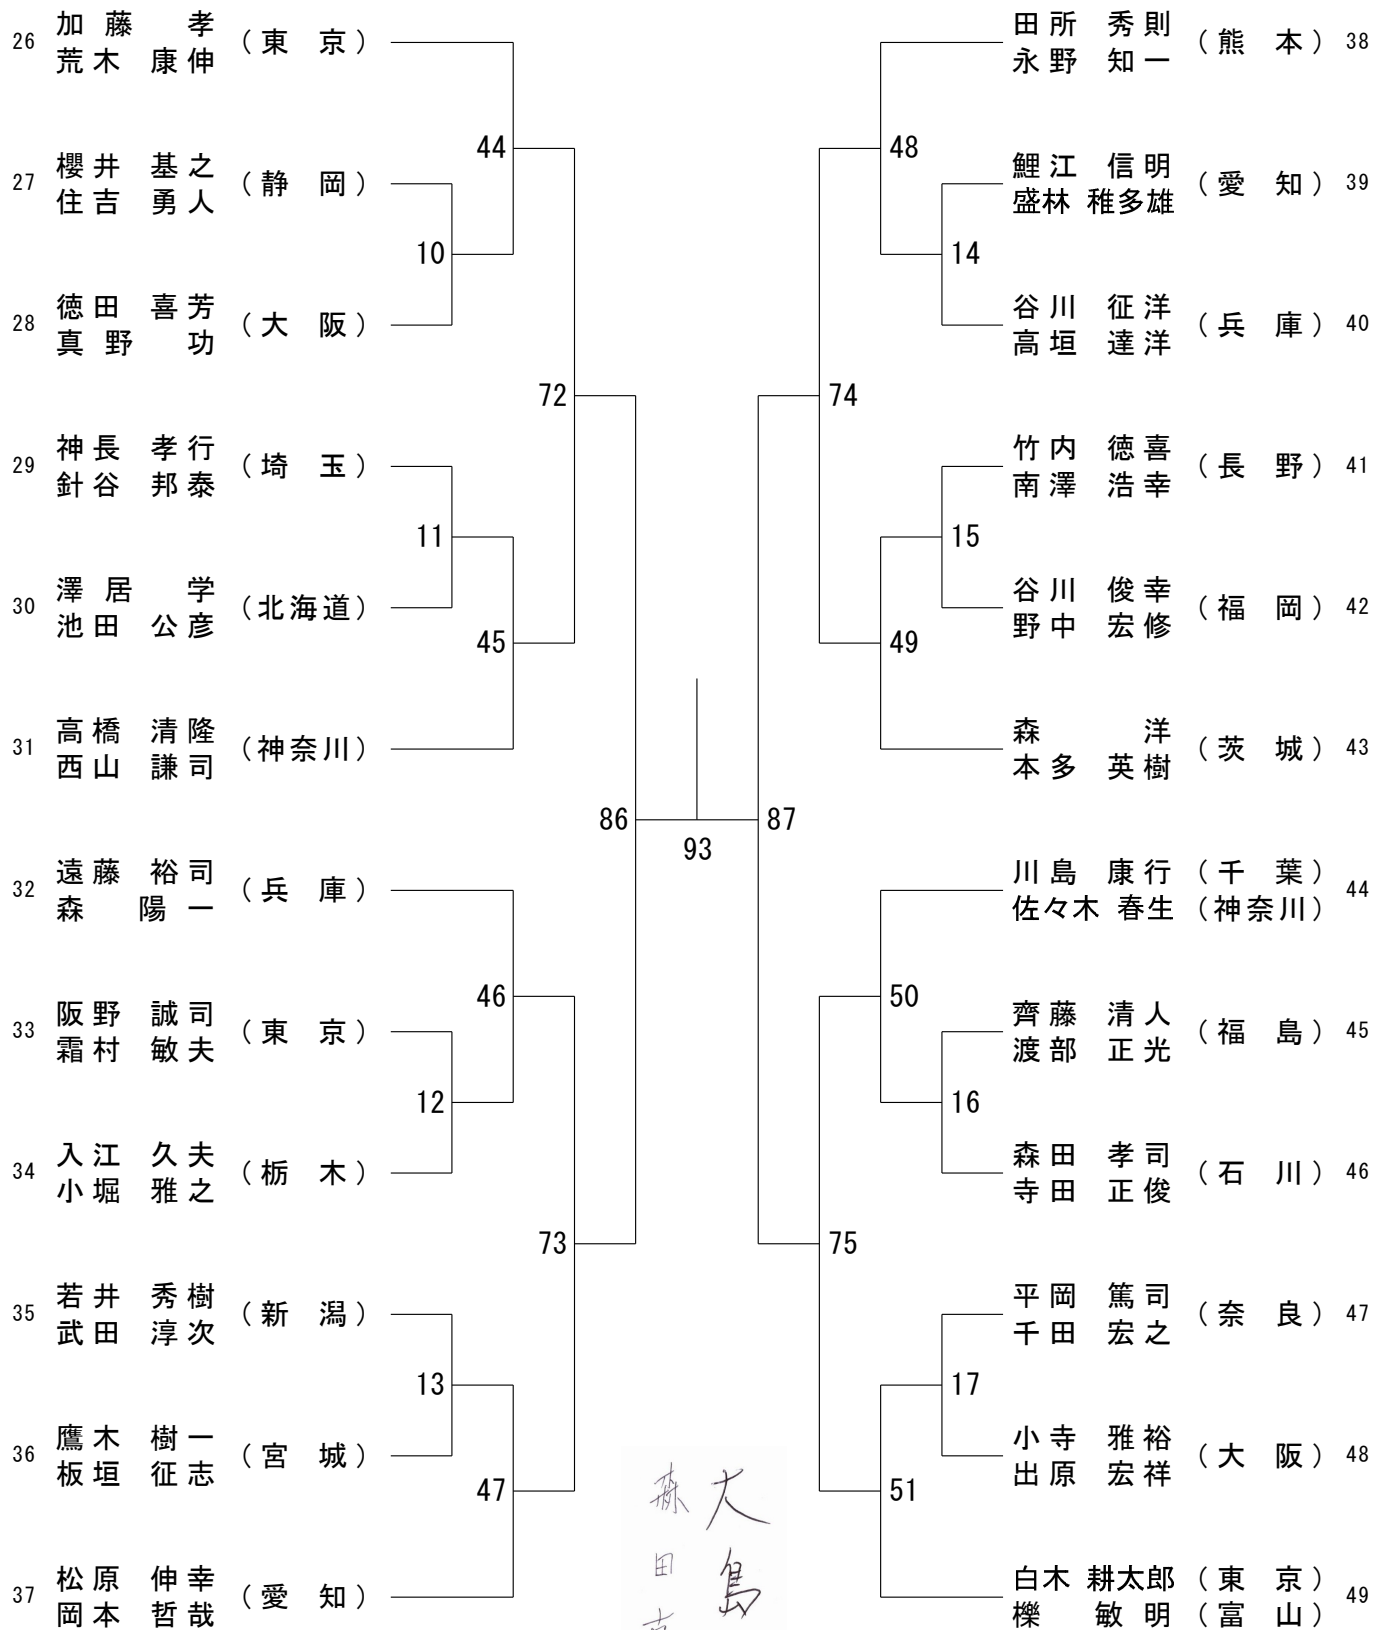 26 加藤 孝 (東 京)
荒木 康伸
27 櫻井 基之 (静 岡)
住吉 勇人
28 徳田 喜芳 (大 阪)
真野 功
29 神長 孝行 (埼 玉)
針谷 邦泰
30 澤居 学 (北海道)
池田 公彦
31 高橋 清隆 (神奈川)
西山 謙司
32 遠藤 裕司 (兵 庫)
森 陽一
33 阪野 誠司 (東 京)
霜村 敏夫
34 入江 久夫 (栃 木)
小堀 雅之
35 若井 秀樹 (新 潟)
武田 淳次
36 鷹木 樹一 (宮 城)
板垣 征志
37 松原 伸幸 (愛 知)
岡本 哲哉
44
10
72
11
45
86
46
12
73
13
47
93
48
14
74
15
49
87
50
16
75
17
51
田所 秀則 (熊 本) 38
永野 知一
鯉江 信明 (愛 知) 39
盛林 稚多雄
谷川 征洋 (兵 庫) 40
高垣 達洋
竹内 徳喜 (長 野) 41
南澤 浩幸
谷川 俊幸 (福 岡) 42
野中 宏修
森 洋 (茨 城) 43
本多 英樹
川島 康行 (千 葉) 44
佐々木 春生 (神奈川)
齊藤 清人 (福 島) 45
渡部 正光
森田 孝司 (石 川) 46
寺田 正俊
平岡 篤司 (奈 良) 47
千田 宏之
小寺 雅裕 (大 阪) 48
出原 宏祥
白木 耕太郎 (東 京) 49
櫟 敏明 (富 山)
大島
森田